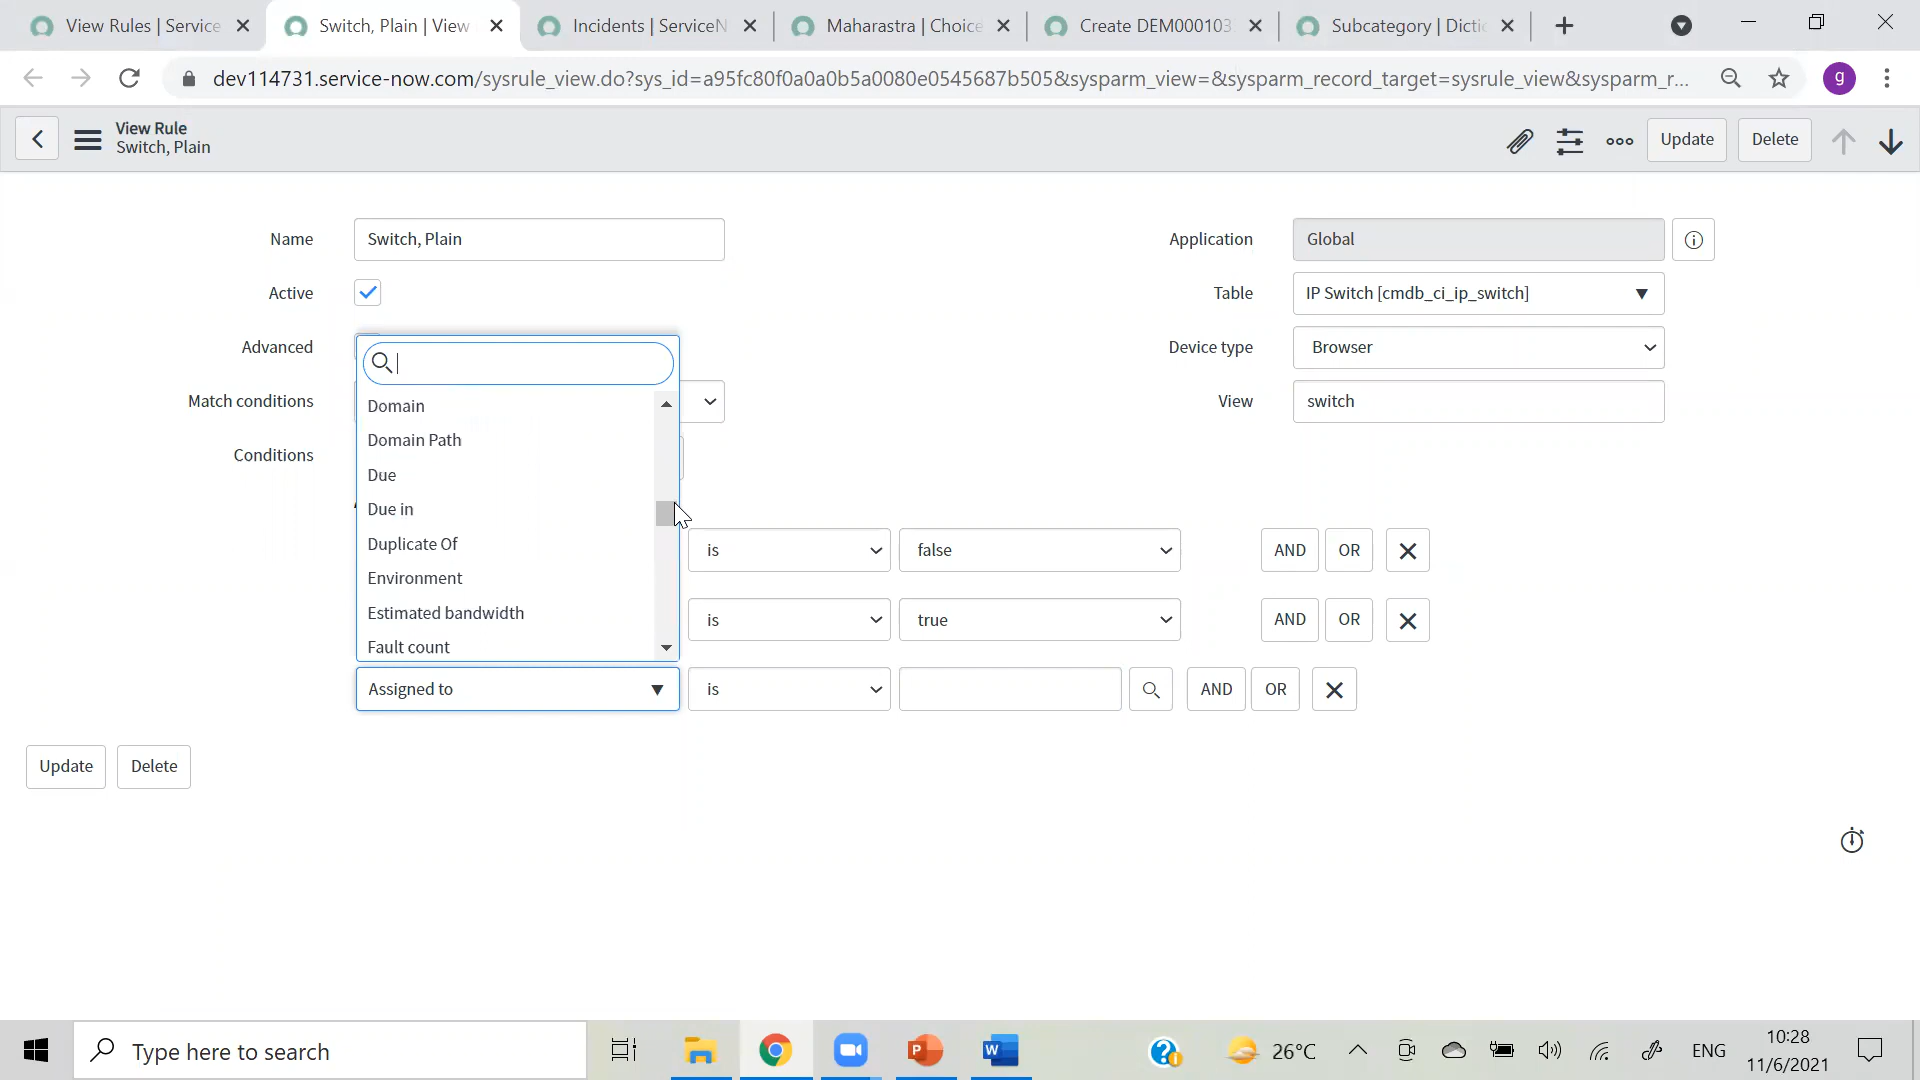 View Rules | Service
Switch, Plain | View
Incidents | ServiceN
Maharastra | Choice
Create DEM000103
Subcategory | Dictio
dev114731.service-now.com/sysrule_view.do?sys_id=a95fc80f0a0a0b5a0080e0545687b505&sysparm_view=&sysparm_record_target=sysrule_view&sysparm_r...
g
View Rule
Switch, Plain
Update
Delete
Name
Switch, Plain
Application
Global
Active
Table
IP Switch [cmdb_ci_ip_switch]
Advanced
Device type
Browser
Match conditions
View
switch
Conditions
Domain
Domain Path
Due
Due in
Duplicate Of
Environment
Estimated bandwidth
Fault count
is
false
AND
OR
is
true
AND
OR
Assigned to
is
AND
OR
Update
Delete
Type here to search
P
W
26°C
ENG
10:28
11/6/2021